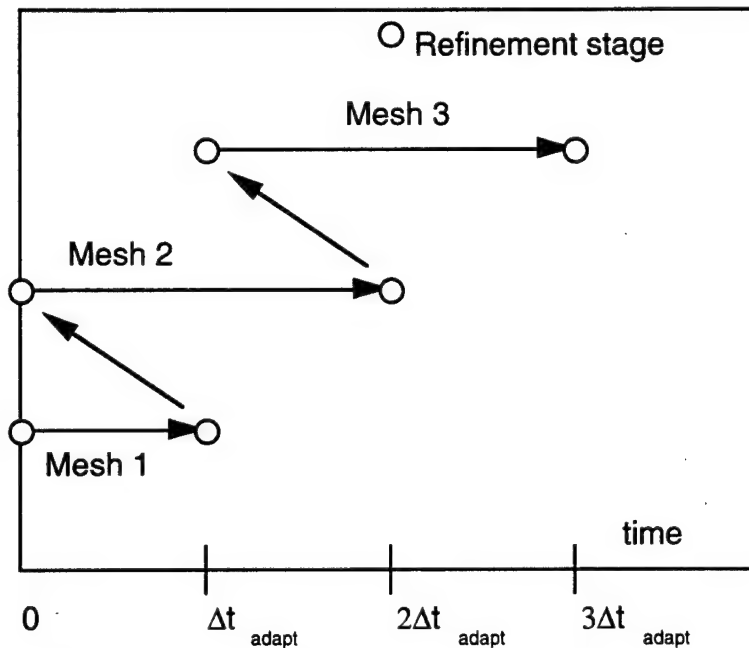 Refinement stage
Mesh 3
Mesh 2
Mesh 1
time
0 Δt adapt 2Δt adapt 3Δt adapt